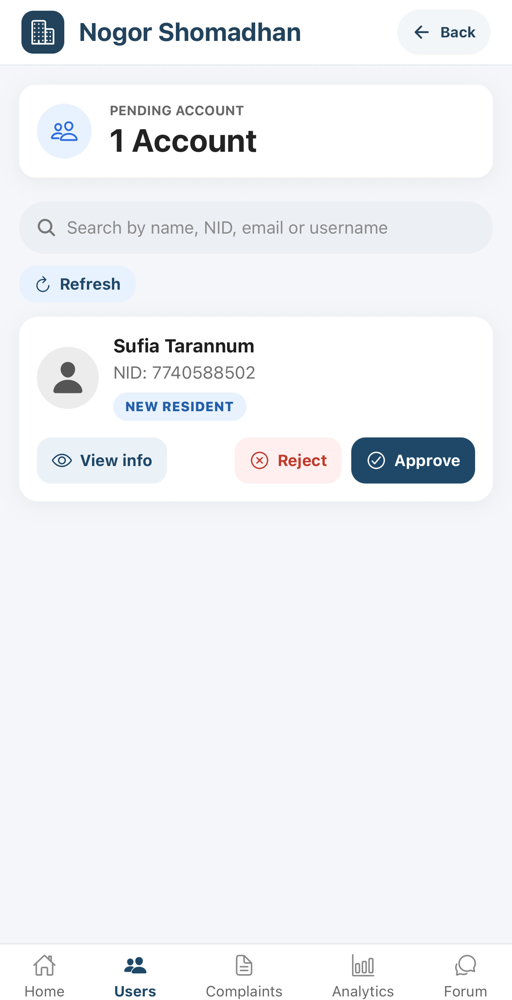 Nogor Shomadhan
Back
PENDING ACCOUNT
1 Account
Search by name, NID, email or username
Refresh
Sufia Tarannum
NID: 7740588502
NEW RESIDENT
View info
Reject
Approve
Home
Users
Complaints
Analytics
Forum